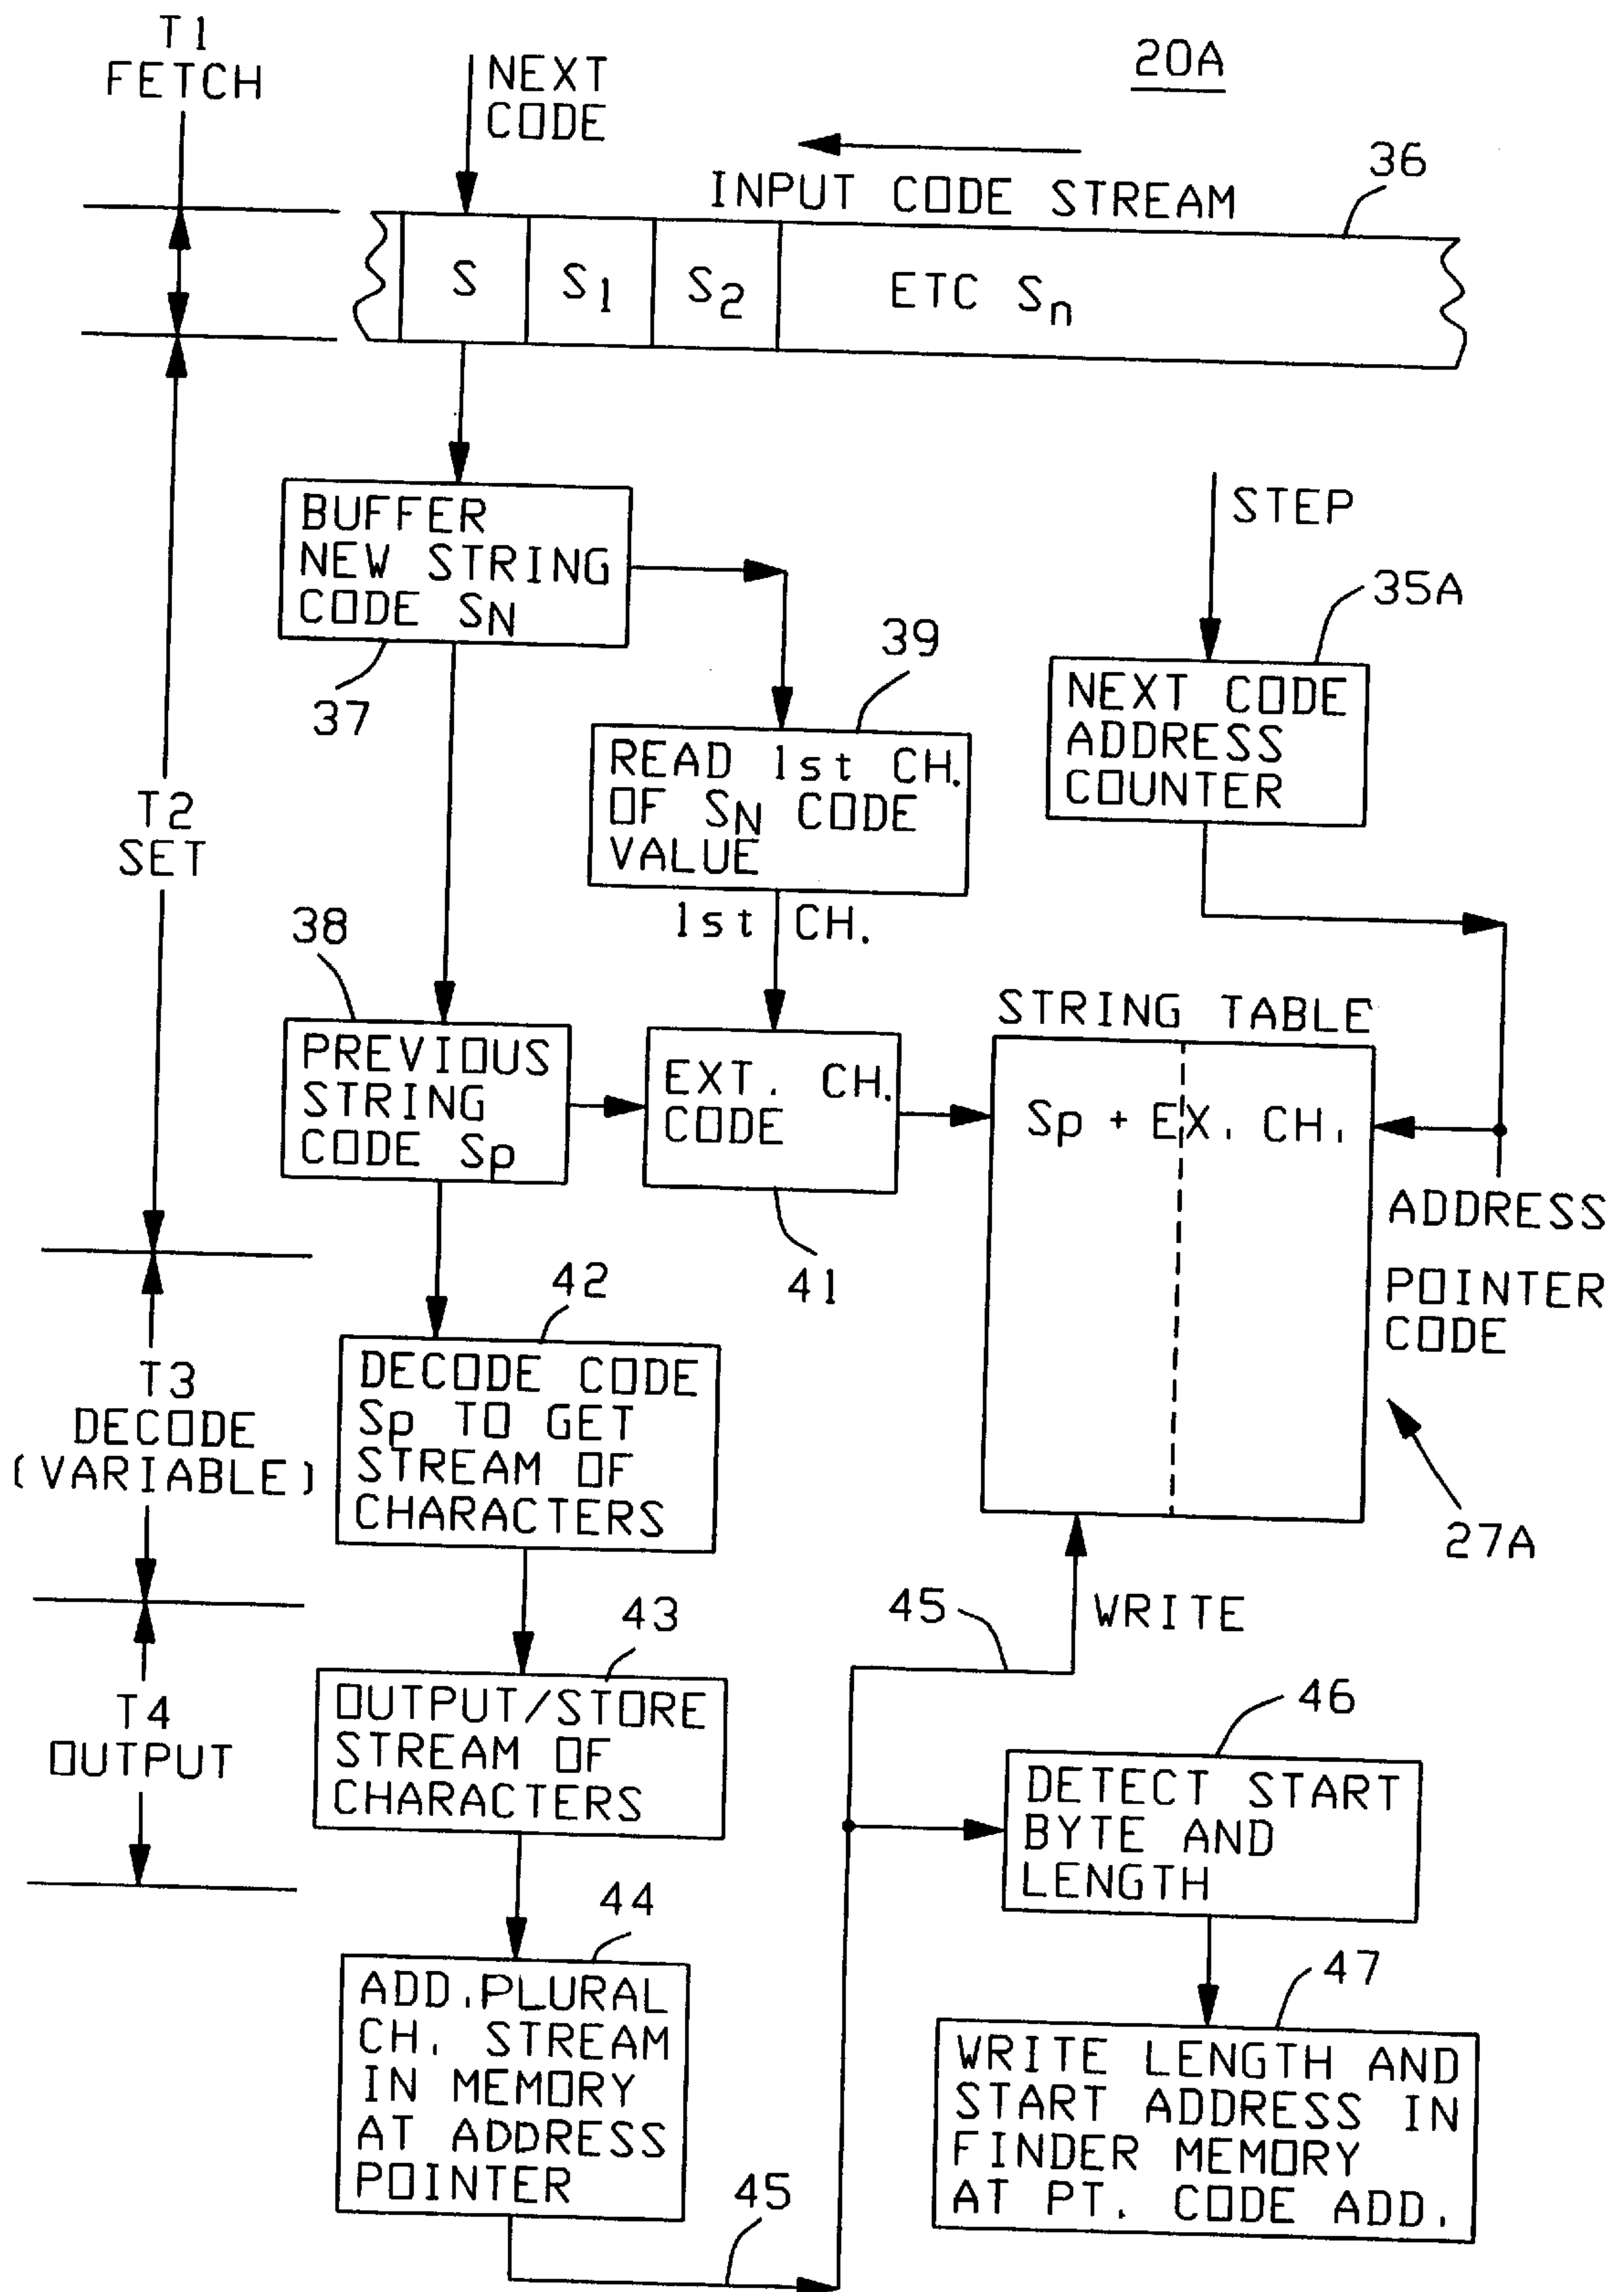 T1
FETCH
NEXT
CODE
20A
INPUT CODE STREAM
36
S
S1
S2
ETC Sn
BUFFER
NEW STRING
CODE SN
37
STEP
35A
NEXT CODE
ADDRESS
COUNTER
39
READ 1st CH.
OF SN CODE
VALUE
1st CH.
T2
SET
38
PREVIOUS
STRING
CODE Sp
EXT. CH.
CODE
41
STRING TABLE
Sp + EX. CH.
ADDRESS
POINTER
CODE
27A
T3
DECODE
(VARIABLE)
42
DECODE CODE
Sp TO GET
STREAM OF
CHARACTERS
45
WRITE
T4
OUTPUT
43
OUTPUT/STORE
STREAM OF
CHARACTERS
46
DETECT START
BYTE AND
LENGTH
44
ADD.PLURAL
CH. STREAM
IN MEMORY
AT ADDRESS
POINTER
45
47
WRITE LENGTH AND
START ADDRESS IN
FINDER MEMORY
AT PT. CODE ADD.